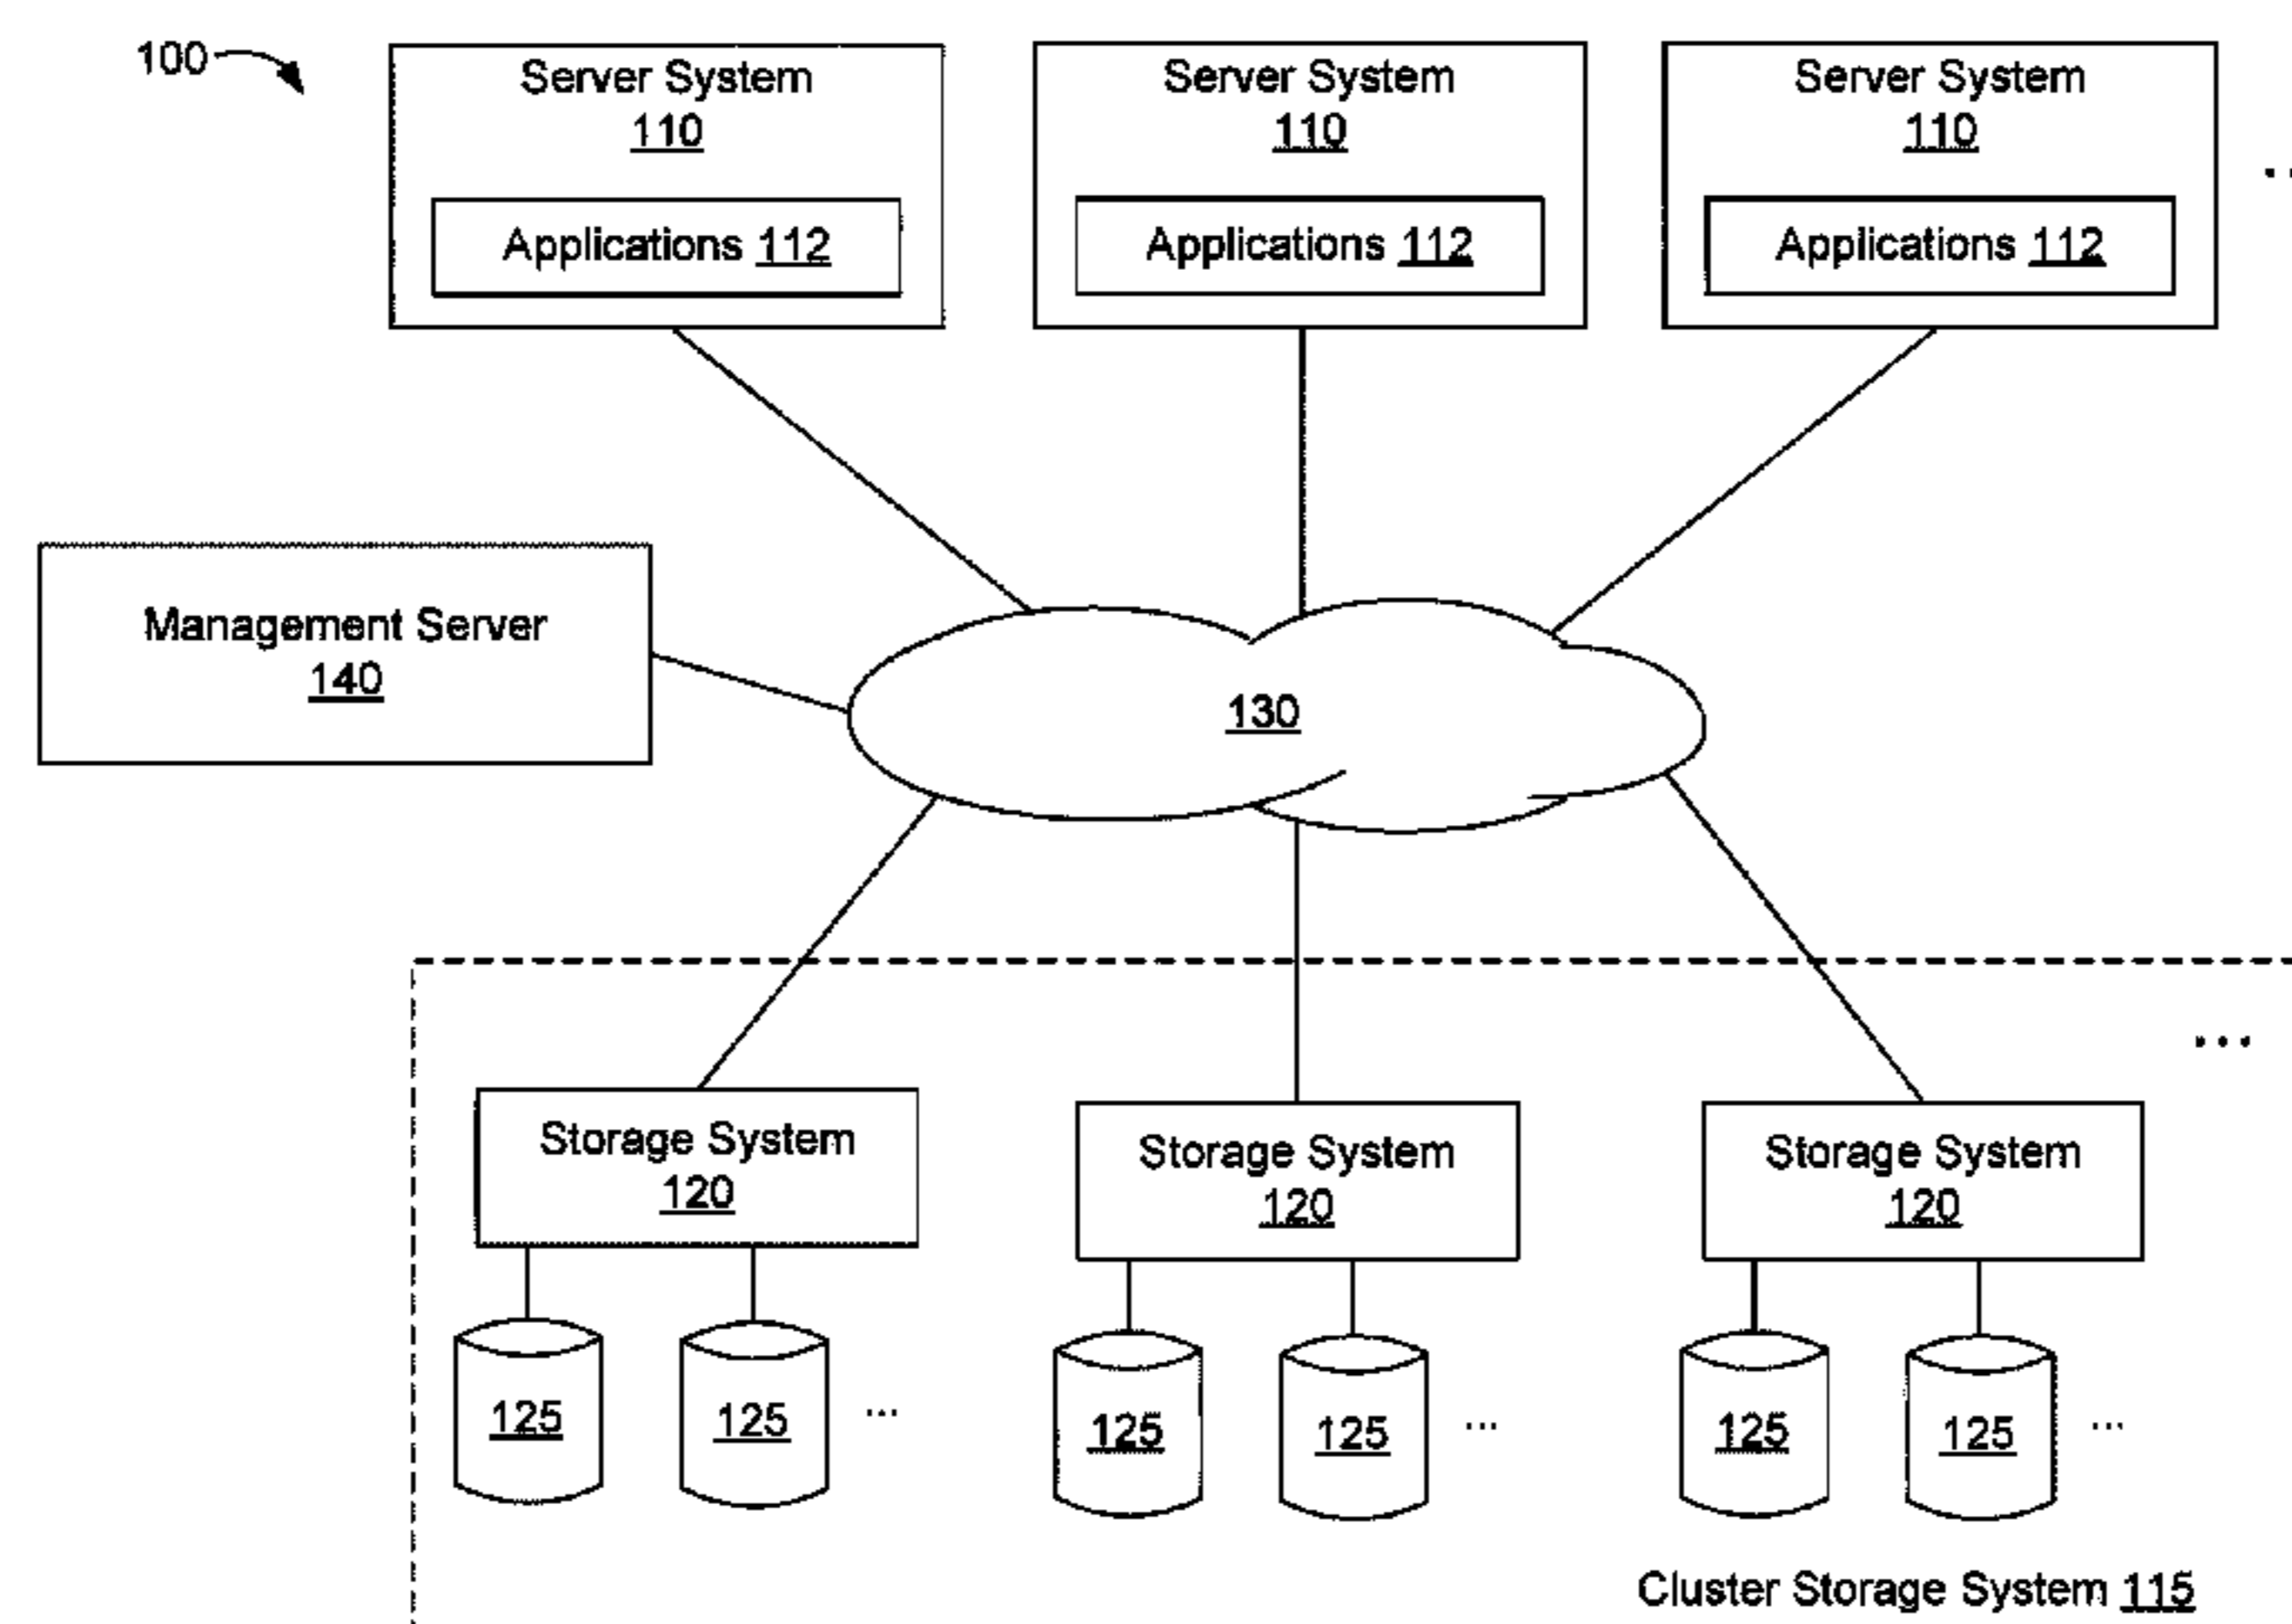 100
Server System
110
Applications 112
Server System
110
Applications 112
Server System
110
Applications 112
...
Management Server
140
130
...
Storage System
120
Storage System
120
Storage System
120
125
125
...
125
125
...
125
125
...
Cluster Storage System 115